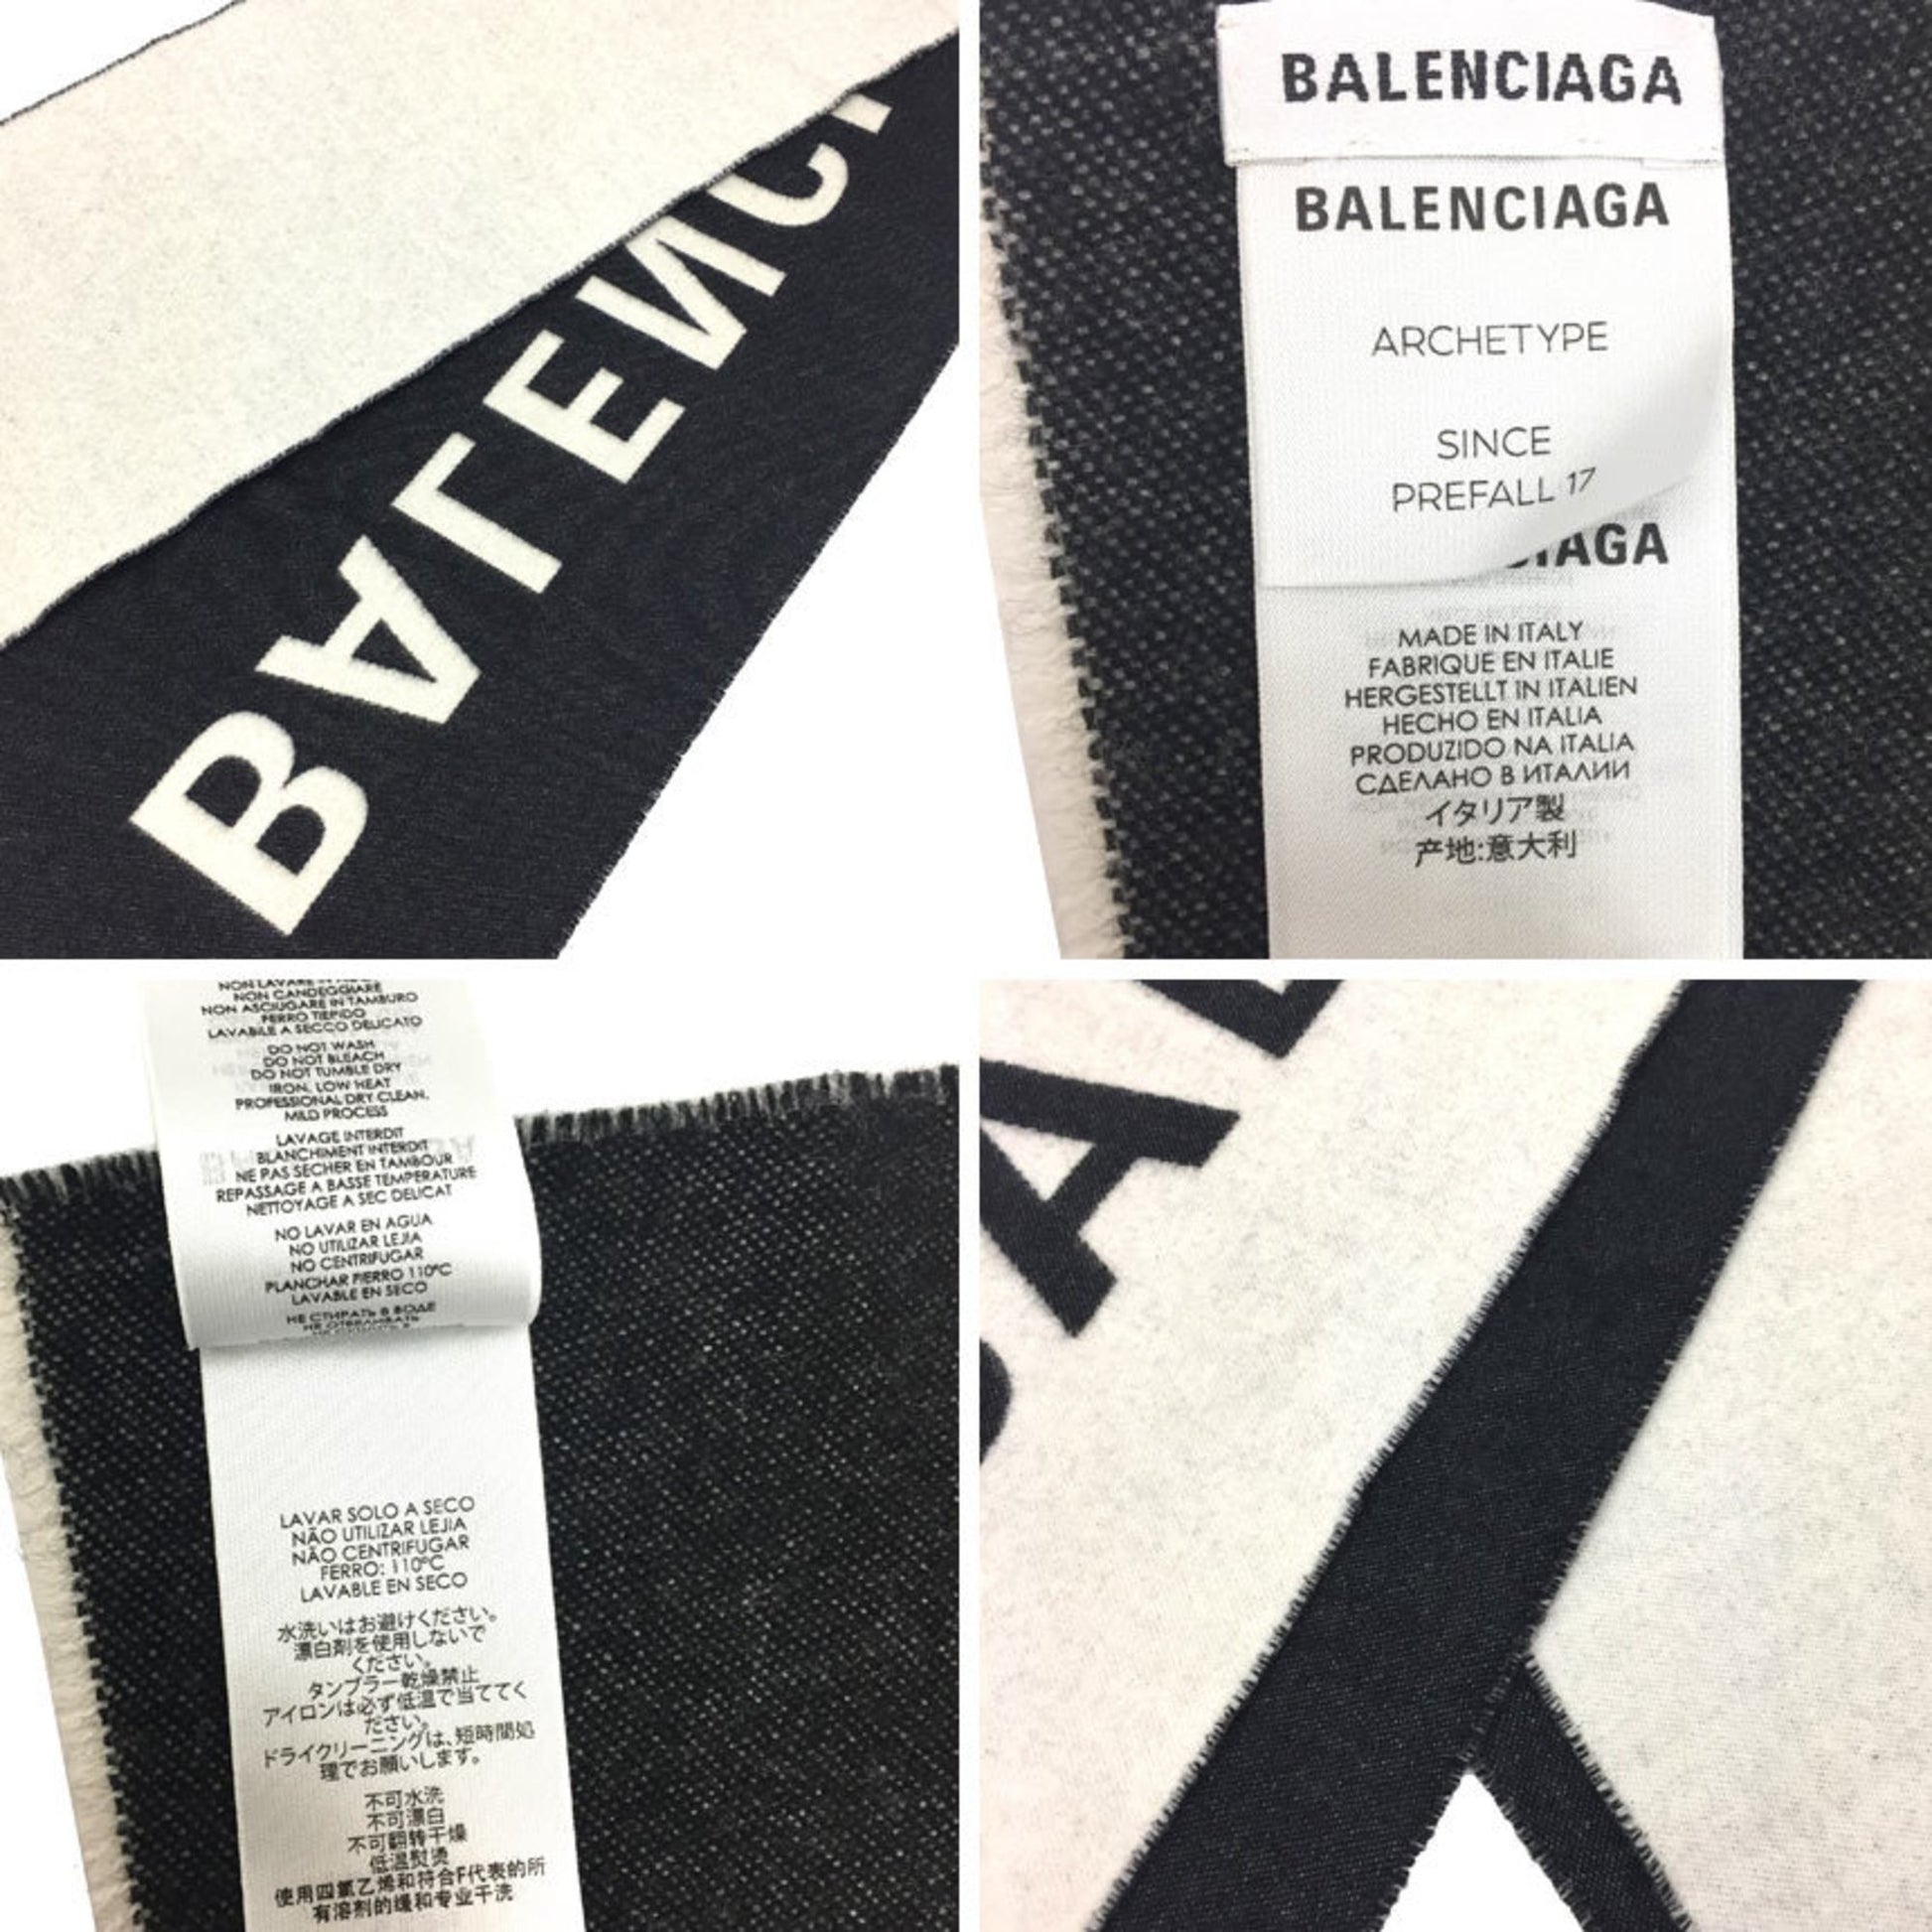 BALENCI
BALENCIAGA
BALENCIAGA
ARCHETYPE
SINCE
PREFALL 17
CIAGA
MADE IN ITALY
FABRIQUE EN ITALIE
HERGESTELLT IN ITALIEN
HECHO EN ITALIA
PRODUZIDO NA ITALIA
СДЕЛАНО В ИТАЛИИ
イタリア製
产地:意大利
NON LAVARE
NON CANDEGGIARE
NON ASCIUGARE IN TAMBURO
FERRO TIEPIDO
LAVABILE A SECCO DELICATO
DO NOT WASH
DO NOT BLEACH
DO NOT TUMBLE DRY
IRON, LOW HEAT
PROFESSIONAL DRY CLEAN,
MILD PROCESS
LAVAGE INTERDIT
BLANCHIMENT INTERDIT
NE PAS SECHER EN TAMBOUR
REPASSAGE A BASSE TEMPERATURE
NETTOYAGE A SEC DELICAT
NO LAVAR EN AGUA
NO UTILIZAR LEJIA
NO CENTRIFUGAR
PLANCHAR FIERRO 110°C
LAVABLE EN SECO
НЕ СТИРАТЬ В ВОДЕ
НЕ ОТБЕЛИВАТЬ
LAVAR SOLO A SECO
NÃO UTILIZAR LEJIA
NÃO CENTRIFUGAR
FERRO: 110°C
LAVABLE EN SECO
水洗いはお避けください。
漂白剤を使用しないで
ください。
タンブラー乾燥禁止
アイロンは必ず低温で当ててく
ださい。
ドライクリーニングは、短時間処
理でお願いします。
不可水洗
不可漂白
不可翻转干燥
低温熨烫
使用四氯乙烯和符合F代表的所
有溶剂的缓和专业干洗
BAL